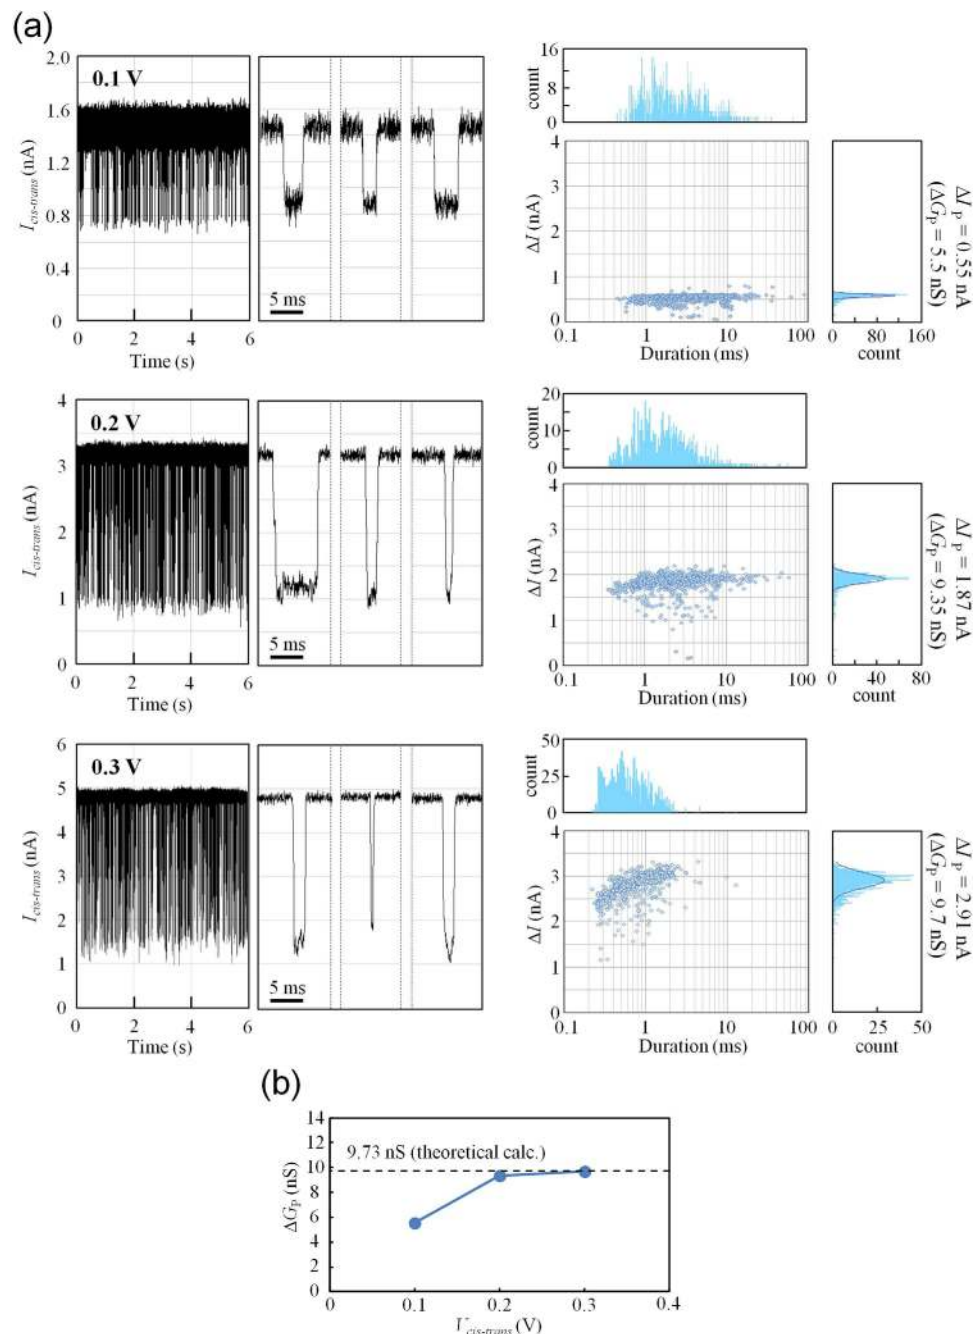 (a)
0.1 V
I_cis-trans (nA)
2.0
1.6
1.2
0.8
0.4
0
0 2 4 6
Time (s)
5 ms
count
16
8
0
ΔI (nA)
4
3
2
1
0
0.1 1 10 100
Duration (ms)
0 80 160
count
ΔI_P = 0.55 nA
(ΔG_P = 5.5 nS)
0.2 V
I_cis-trans (nA)
4
3
2
1
0
0 2 4 6
Time (s)
5 ms
count
20
10
0
ΔI (nA)
4
3
2
1
0
0.1 1 10 100
Duration (ms)
0 40 80
count
ΔI_P = 1.87 nA
(ΔG_P = 9.35 nS)
0.3 V
I_cis-trans (nA)
6
5
4
3
2
1
0
0 2 4 6
Time (s)
5 ms
count
50
25
0
ΔI (nA)
4
3
2
1
0
0.1 1 10 100
Duration (ms)
0 25 50
count
ΔI_P = 2.91 nA
(ΔG_P = 9.7 nS)
(b)
ΔG_P (nS)
14
12
10
8
6
4
2
0
9.73 nS (theoretical calc.)
0 0.1 0.2 0.3 0.4
V_cis-trans (V)